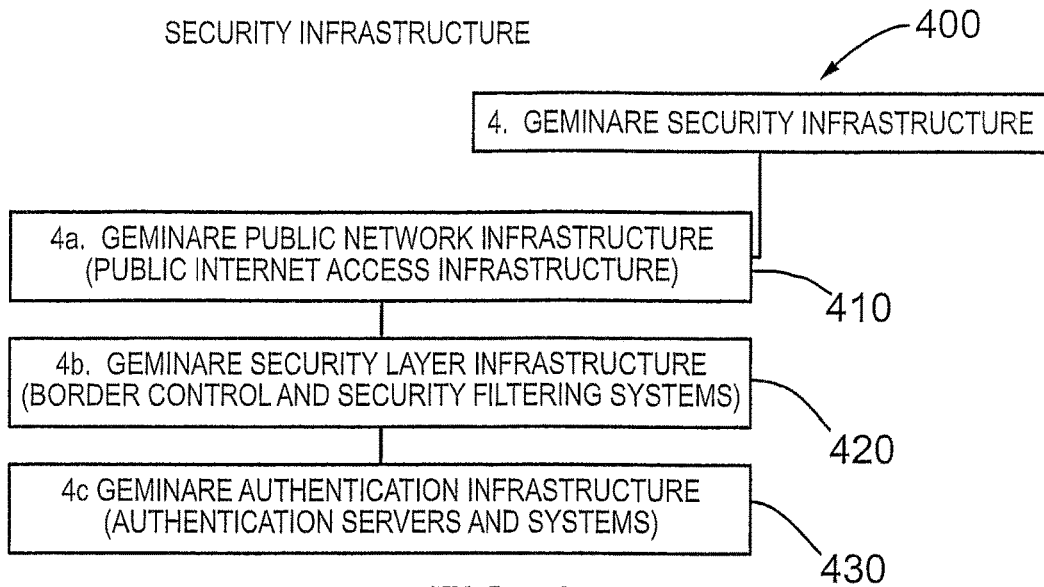 SECURITY INFRASTRUCTURE
400
4. GEMINARE SECURITY INFRASTRUCTURE
4a. GEMINARE PUBLIC NETWORK INFRASTRUCTURE
(PUBLIC INTERNET ACCESS INFRASTRUCTURE)
410
4b. GEMINARE SECURITY LAYER INFRASTRUCTURE
(BORDER CONTROL AND SECURITY FILTERING SYSTEMS)
420
4c GEMINARE AUTHENTICATION INFRASTRUCTURE
(AUTHENTICATION SERVERS AND SYSTEMS)
430